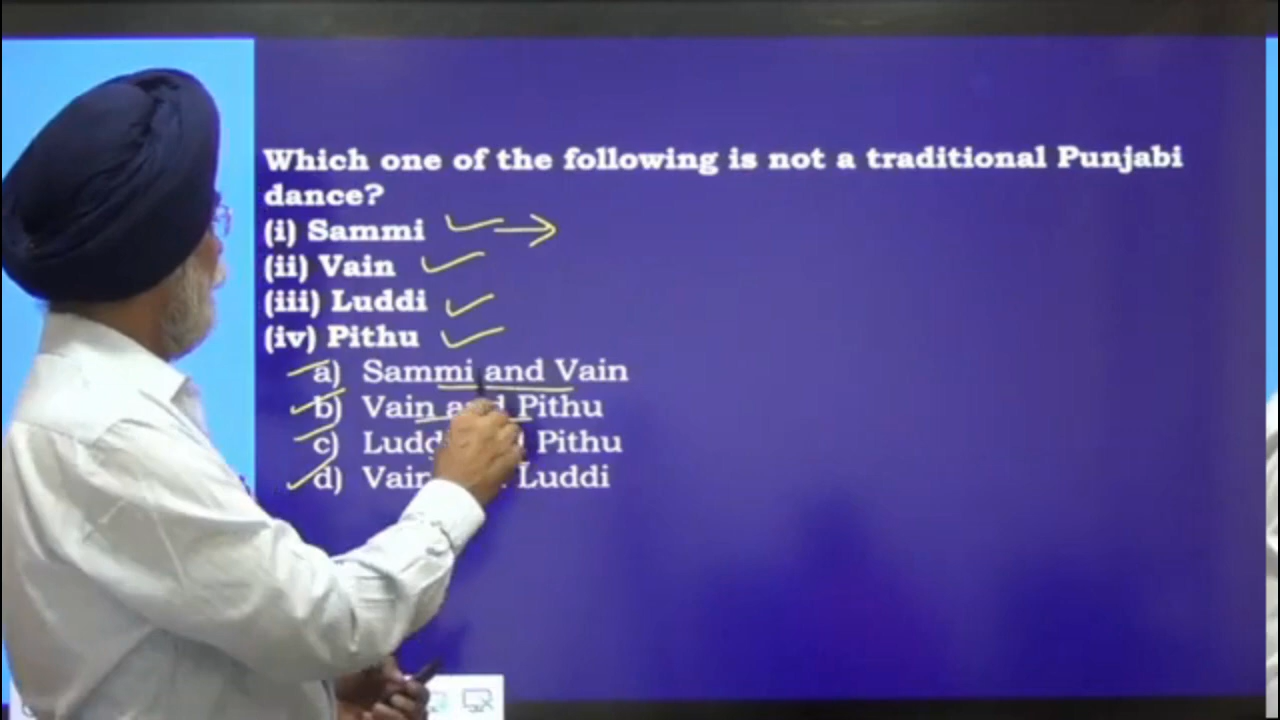 Which one of the following is not a traditional Punjabi
dance?
(i) Sammi
(ii) Vain
(iii) Luddi
(iv) Pithu
a) Sammi and Vain
b) Vain and Pithu
c) Pithu
d) Luddi